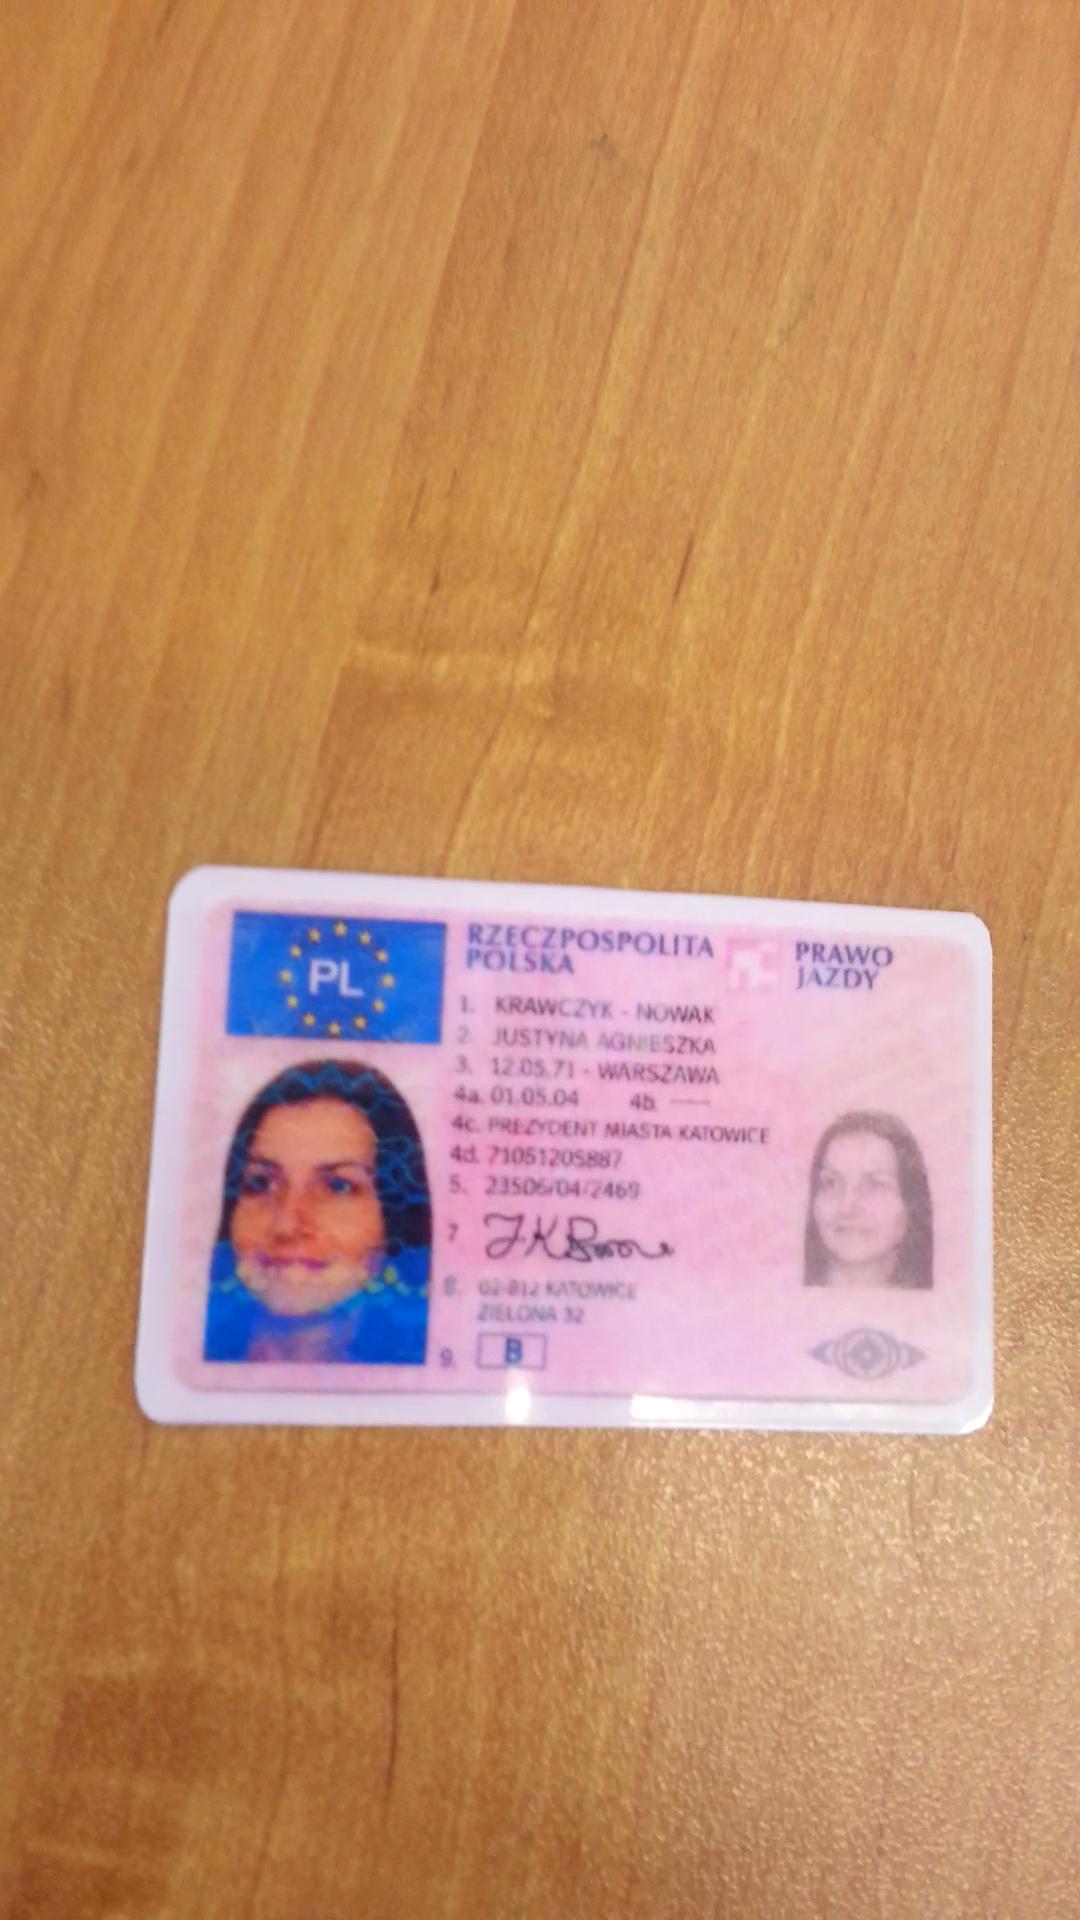 PL
RZECZPOSPOLITA POLSKA
PRAWO JAZDY
1. KRAWCZYK - NOWAK
2. JUSTYNA AGNIESZKA
3. 12.05.71 - WARSZAWA
4a. 01.05.04 4b. -----
4c. PREZYDENT MIASTA KATOWICE
4d. 71051205887
5. 23506/04/2469
7
8. 02-812 KATOWICE
ZIELONA 32
9. B